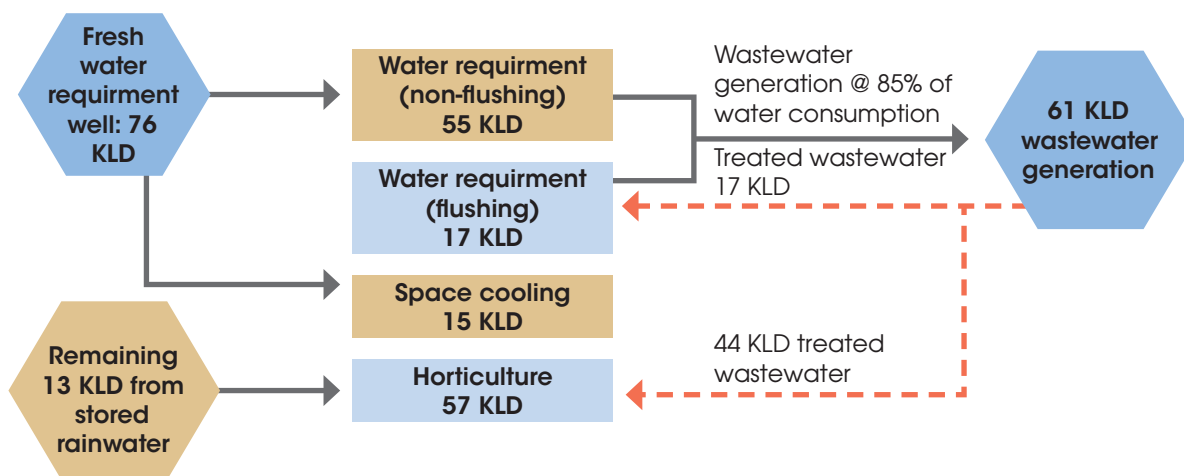 Fresh
water
requirment
well: 76
KLD
Water requirment
(non-flushing)
55 KLD
Wastewater
generation @ 85% of
water consumption
61 KLD
wastewater
generation
Treated wastewater
17 KLD
Water requirment
(flushing)
17 KLD
Space cooling
15 KLD
Remaining
13 KLD from
stored
rainwater
Horticulture
57 KLD
44 KLD treated
wastewater